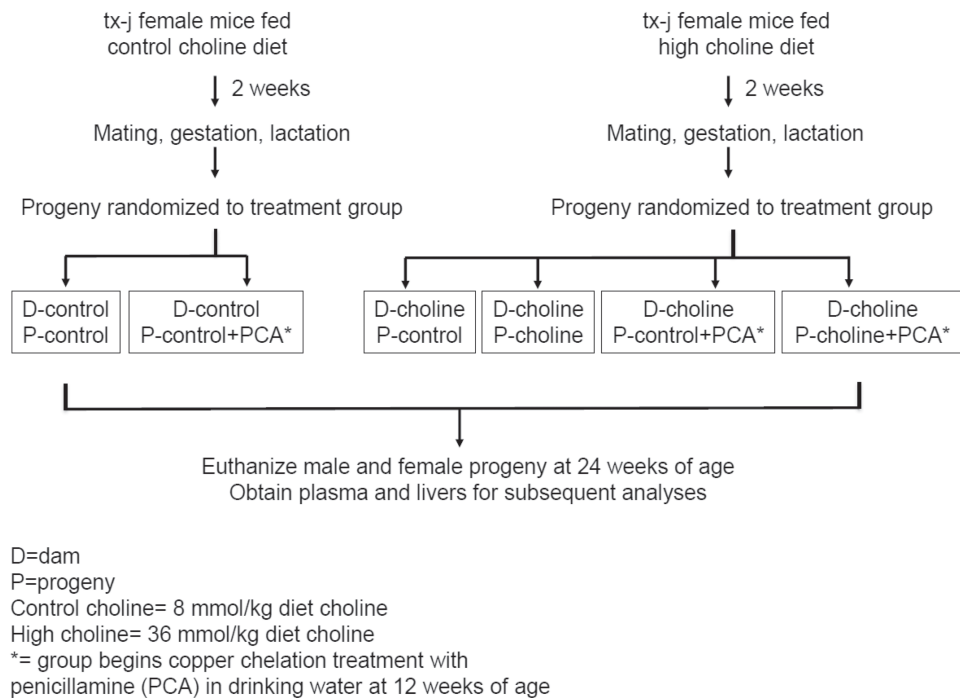 tx-j female mice fed
control choline diet
2 weeks
Mating, gestation, lactation
Progeny randomized to treatment group
D-control
P-control
D-control
P-control+PCA*
tx-j female mice fed
high choline diet
2 weeks
Mating, gestation, lactation
Progeny randomized to treatment group
D-choline
P-control
D-choline
P-choline
D-choline
P-control+PCA*
D-choline
P-choline+PCA*
Euthanize male and female progeny at 24 weeks of age
Obtain plasma and livers for subsequent analyses
D=dam
P=progeny
Control choline= 8 mmol/kg diet choline
High choline= 36 mmol/kg diet choline
*= group begins copper chelation treatment with
penicillamine (PCA) in drinking water at 12 weeks of age